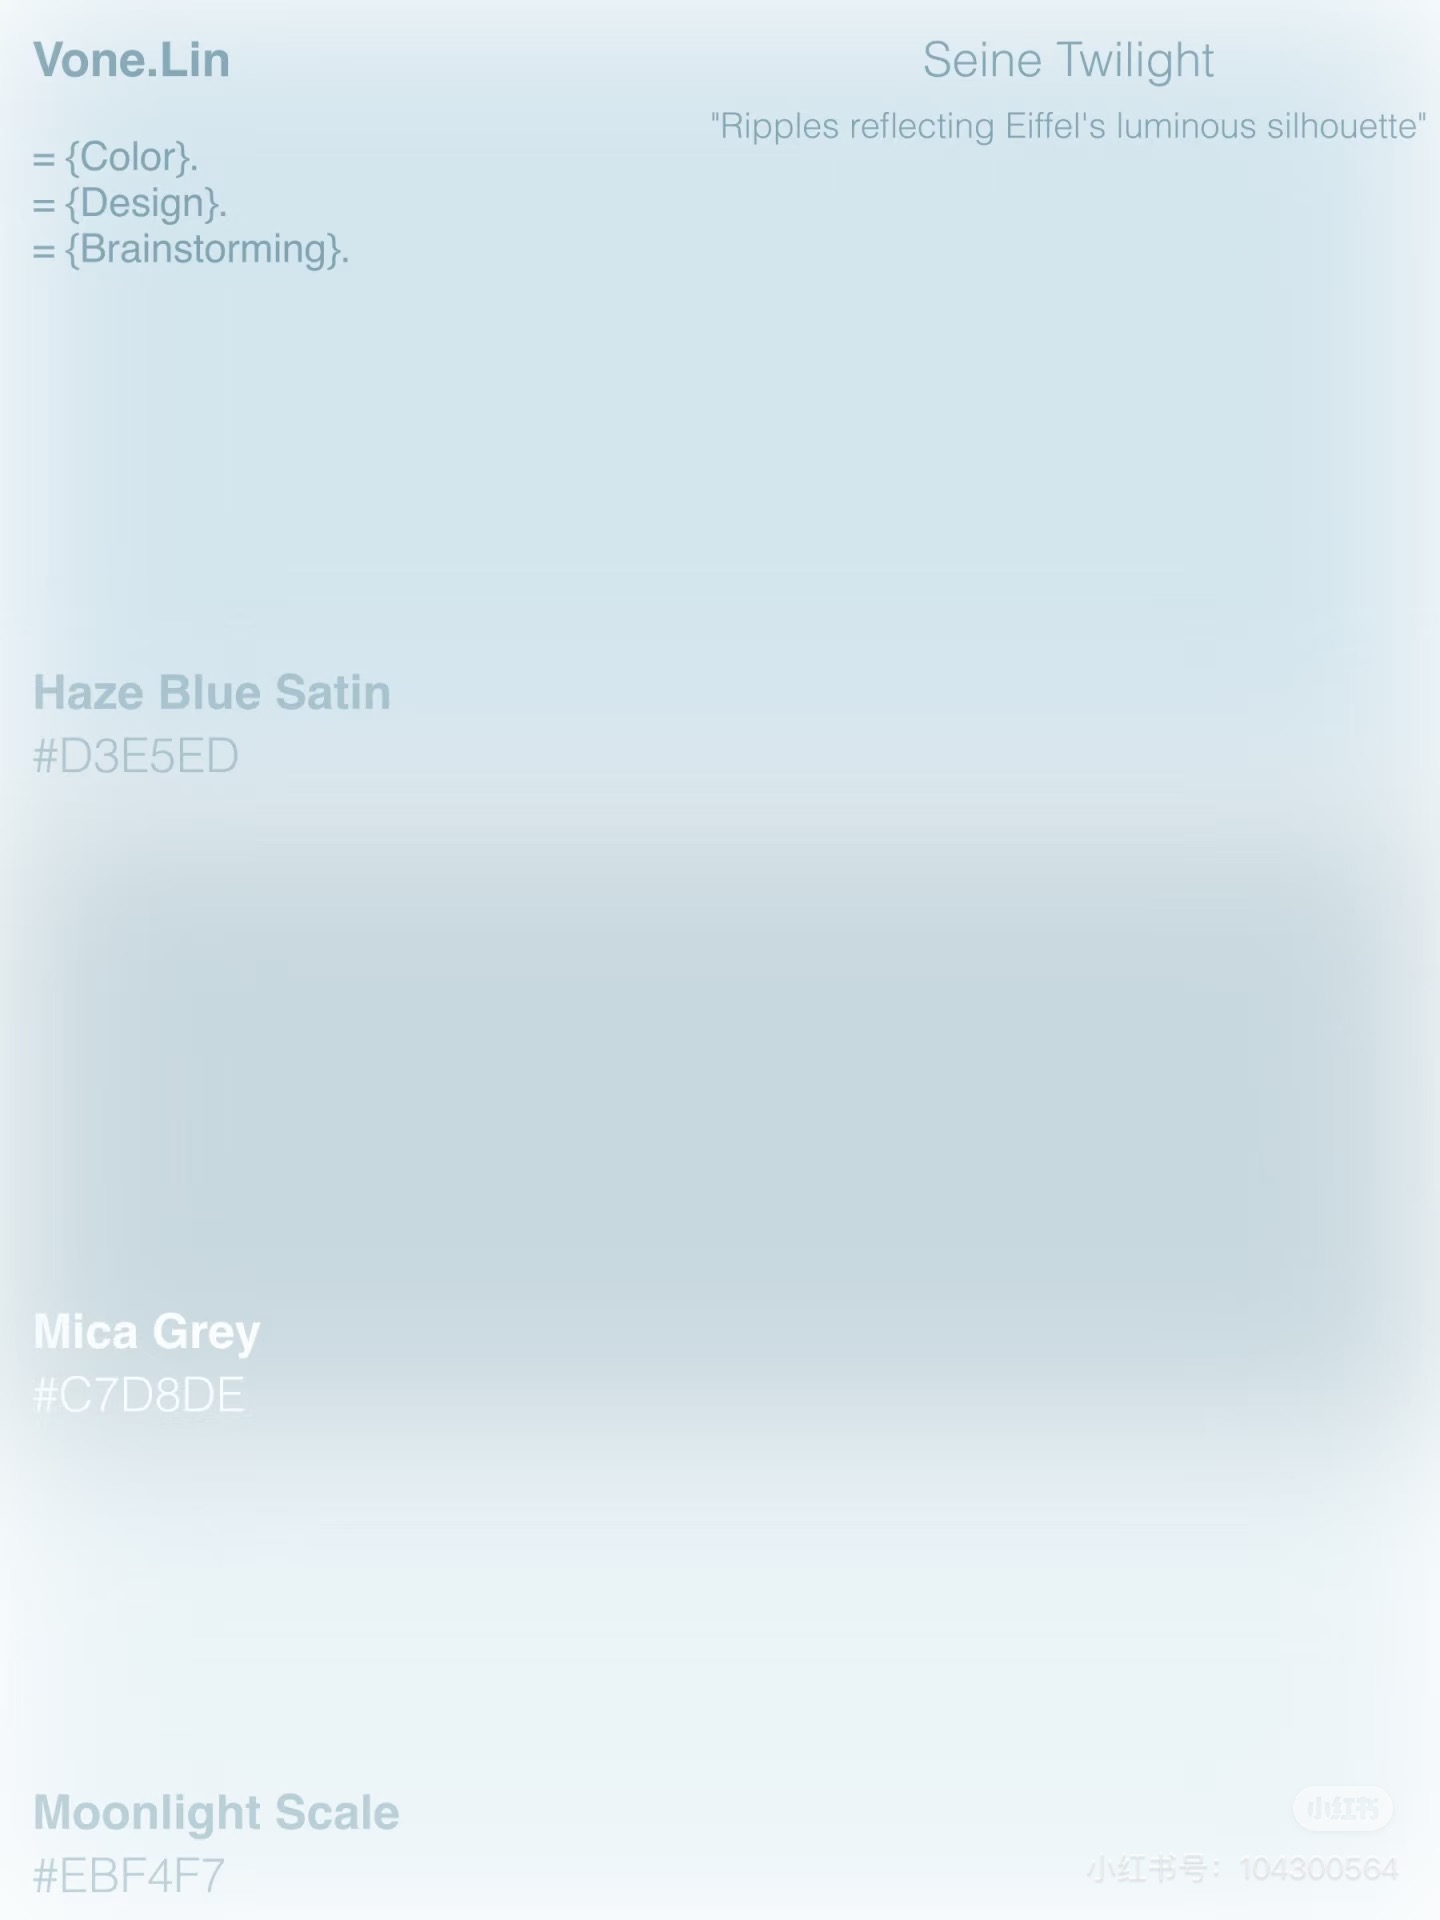 Vone.Lin
= {Color}.
= {Design}.
= {Brainstorming}.
Seine Twilight
"Ripples reflecting Eiffel's luminous silhouette"
Haze Blue Satin
#D3E5ED
Mica Grey
#C7D8DE
Moonlight Scale
#EBF4F7
小红书
小红书号：104300564